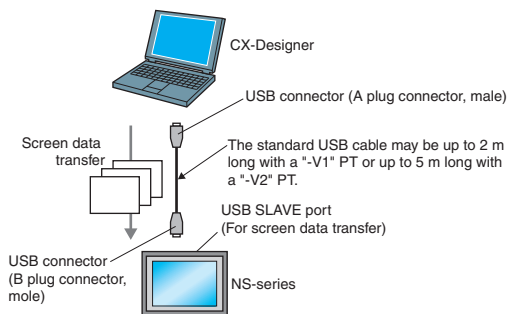 CX-Designer
USB connector (A plug connector, male)
Screen data
transfer
The standard USB cable may be up to 2 m
long with a "-V1" PT or up to 5 m long with
a "-V2" PT.
USB SLAVE port
(For screen data transfer)
USB connector
(B plug connector,
mole)
NS-series